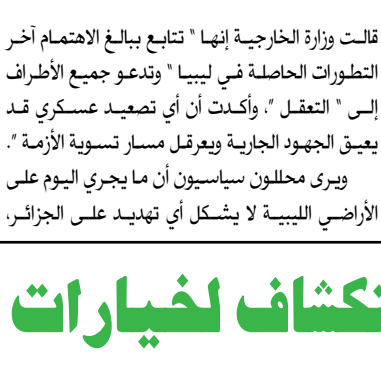 قالت وزارة الخارجية إنها " تتابع ببالغ الاهتمام آخر
التطورات الحاصلة في ليبيا " وتدعو جميع الأطراف
إلى " التعقل "، وأكدت أن أي تصعيد عسكري قد
يعيق الجهود الجارية ويعرقل مسار تسوية الأزمة ".
ويرى محللون سياسيون أن ما يجري اليوم على
الأراضي الليبية لا يشكل أي تهديد على الجزائر،
لخيارات